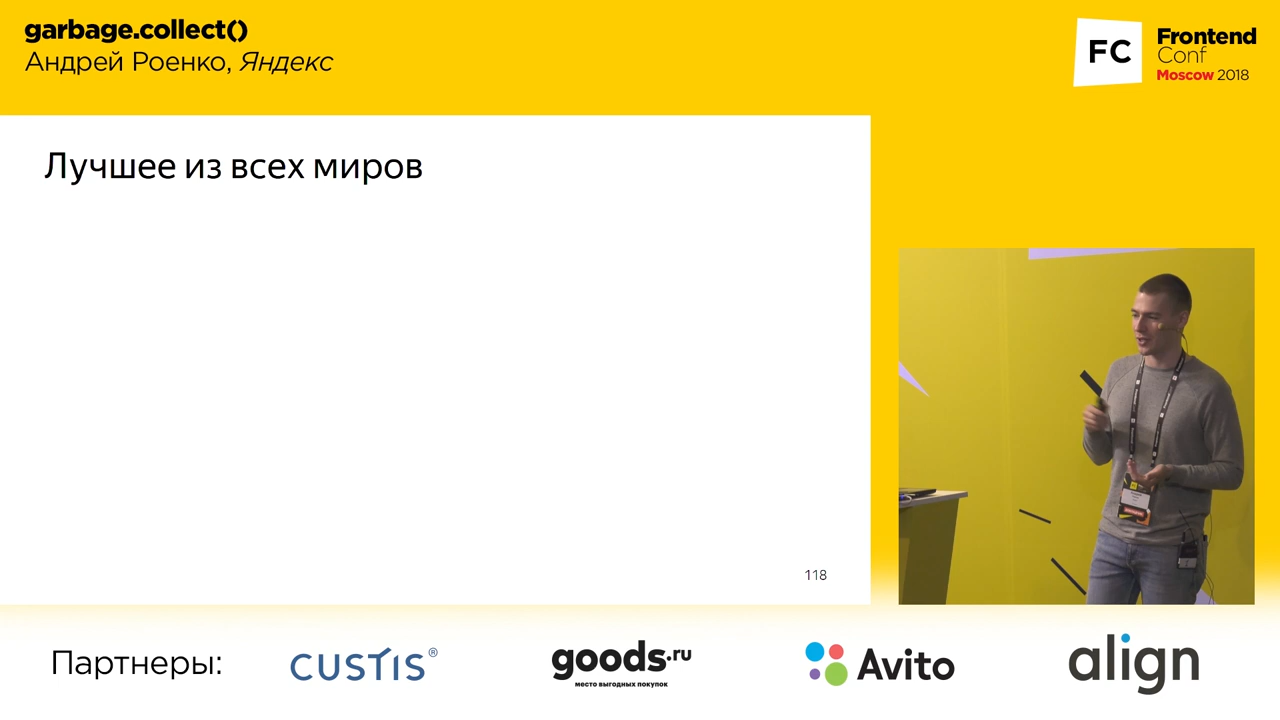 garbage.collect()
Андрей Роенко, Яндекс
FC
Frontend
Conf
Moscow 2018
Лучшее из всех миров
118
Партнеры:
CUSTIS®
goods.ru
место выгодных покупок
Avito
align